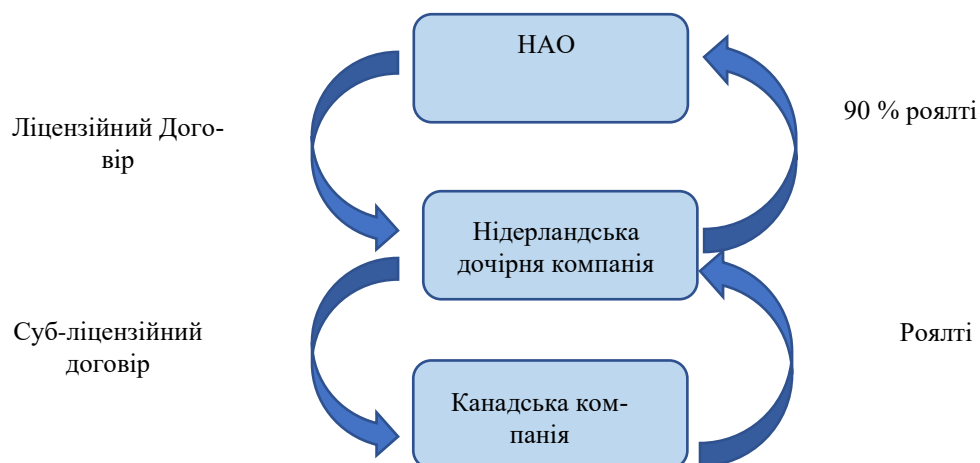 НАО
Ліцензійний Дого-
вір
90 % роялті
Нідерландська
дочірня компанія
Суб-ліцензійний
договір
Роялті
Канадська ком-
панія